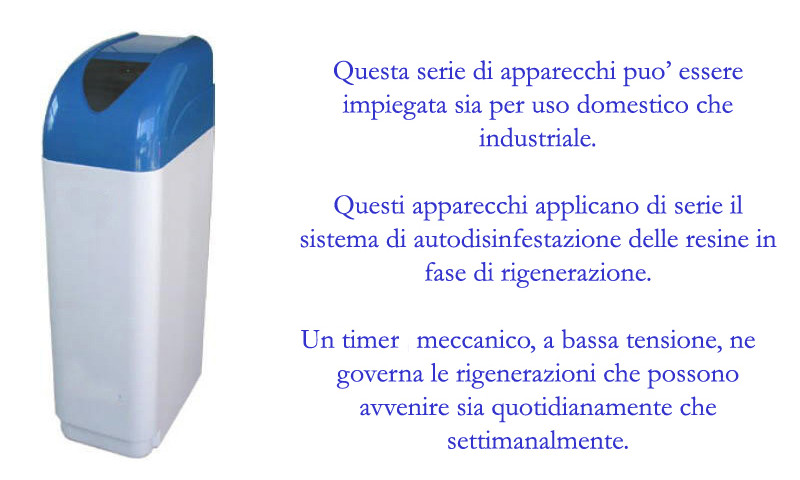 Questa serie di apparecchi puo’ essere
impiegata sia per uso domestico che
industriale.
Questi apparecchi applicano di serie il
sistema di autodisinfestazione delle resine in
fase di rigenerazione.
Un timer meccanico, a bassa tensione, ne
governa le rigenerazioni che possono
avvenire sia quotidianamente che
settimanalmente.